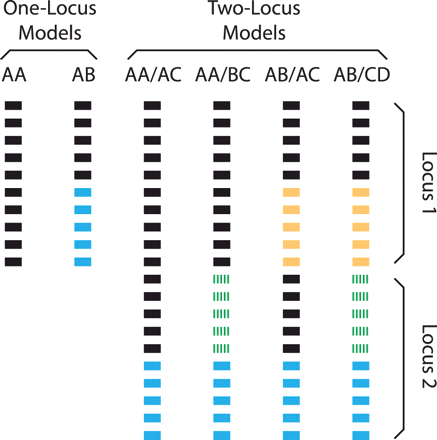 One-Locus Models
Two-Locus Models
AA AB AA/AC AA/BC AB/AC AB/CD
Locus 1
Locus 2